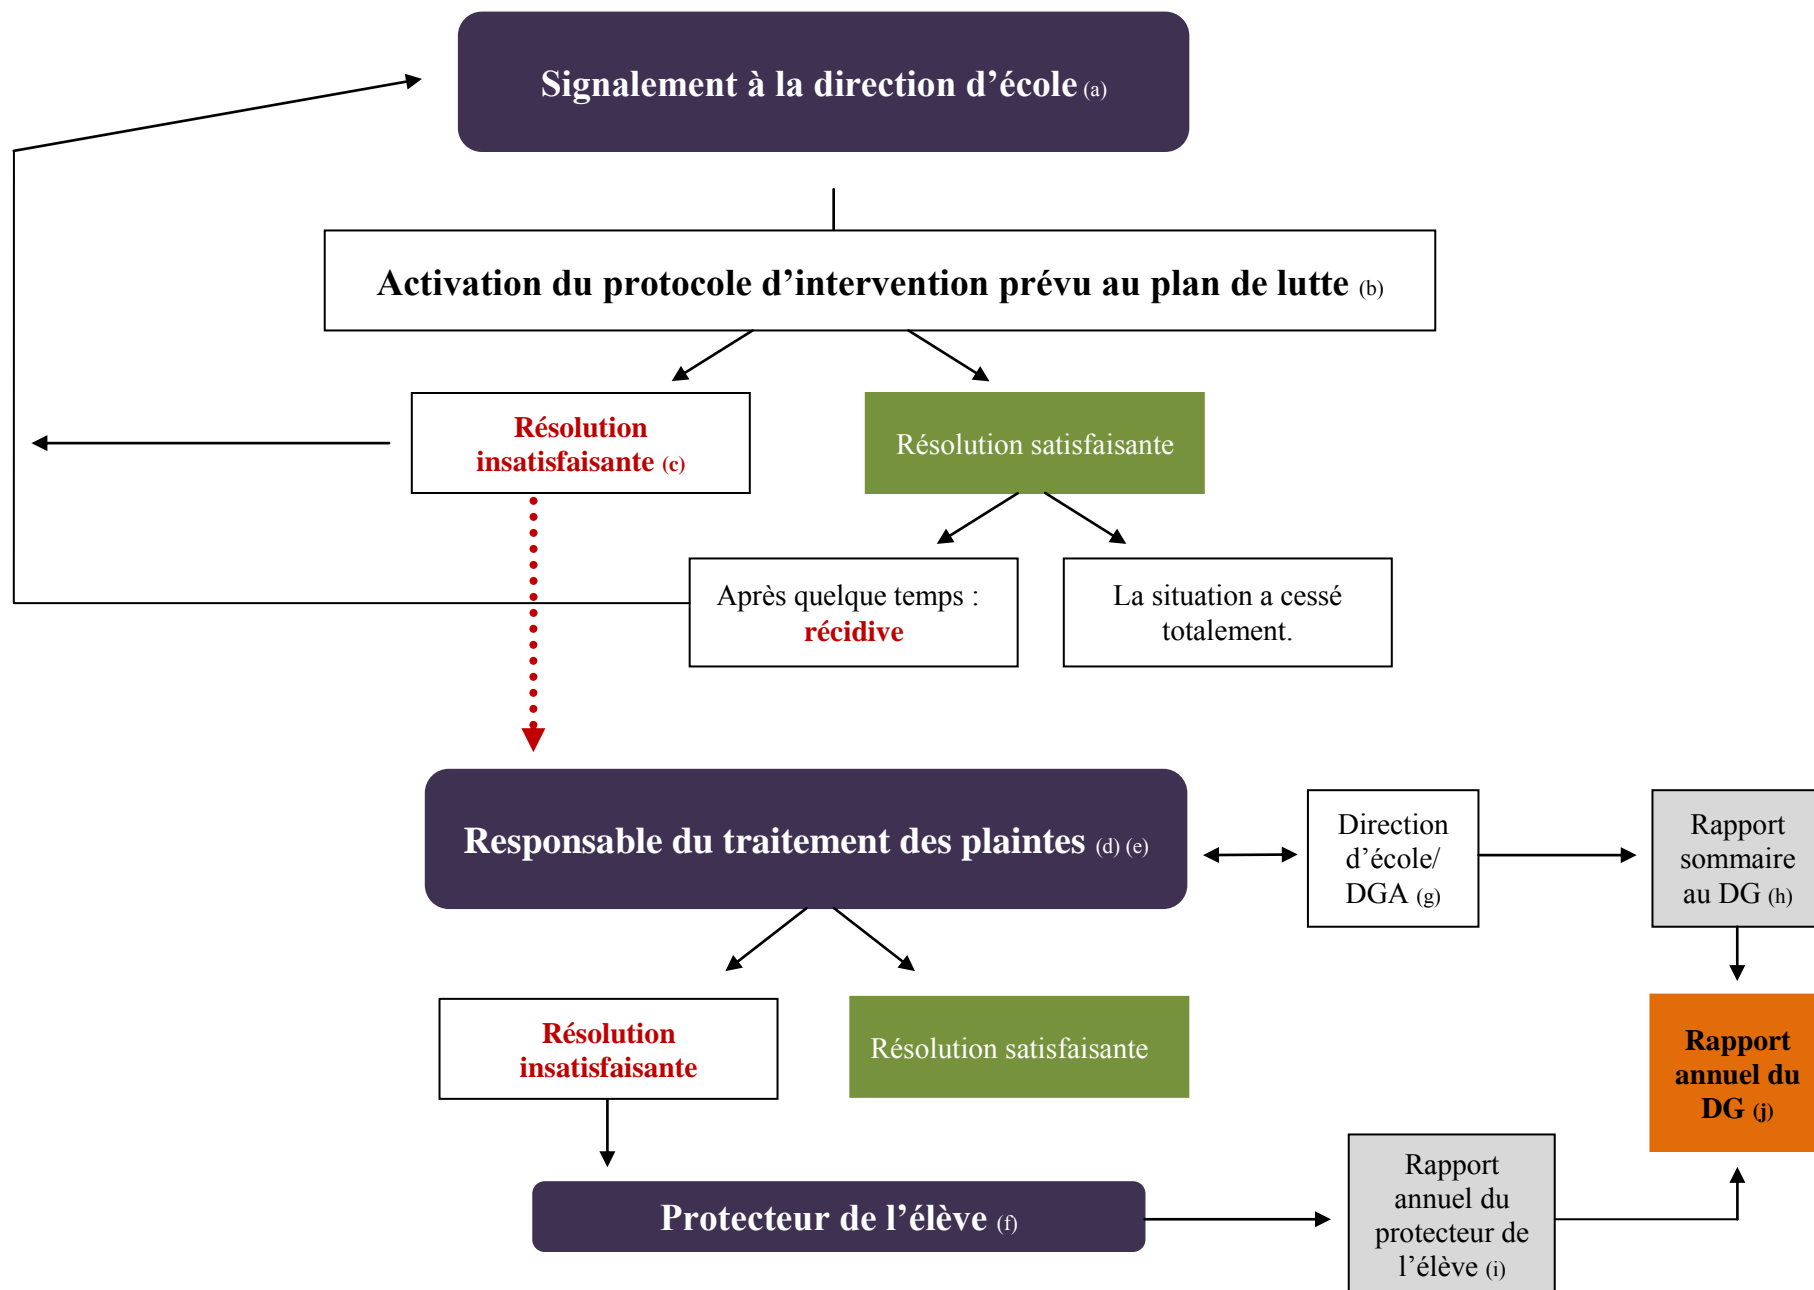 Signalement à la direction d’école (a)
Activation du protocole d’intervention prévu au plan de lutte (b)
Résolution
insatisfaisante (c)
Résolution satisfaisante
Après quelque temps :
récidive
La situation a cessé
totalement.
Responsable du traitement des plaintes (d) (e)
Direction
d’école/
DGA (g)
Rapport
sommaire
au DG (h)
Résolution
insatisfaisante
Résolution satisfaisante
Rapport
annuel du
DG (j)
Protecteur de l’élève (f)
Rapport
annuel du
protecteur de
l’élève (i)